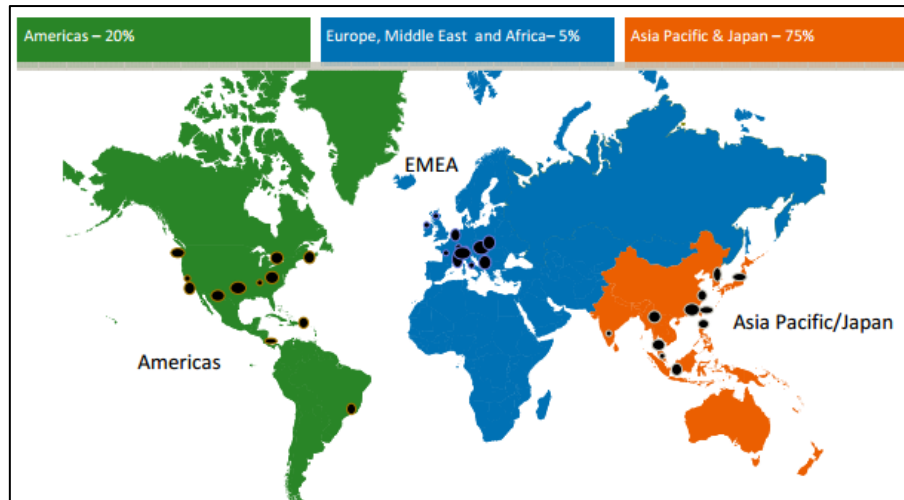 Americas – 20%
Europe, Middle East and Africa– 5%
Asia Pacific & Japan – 75%
EMEA
Asia Pacific/Japan
Americas